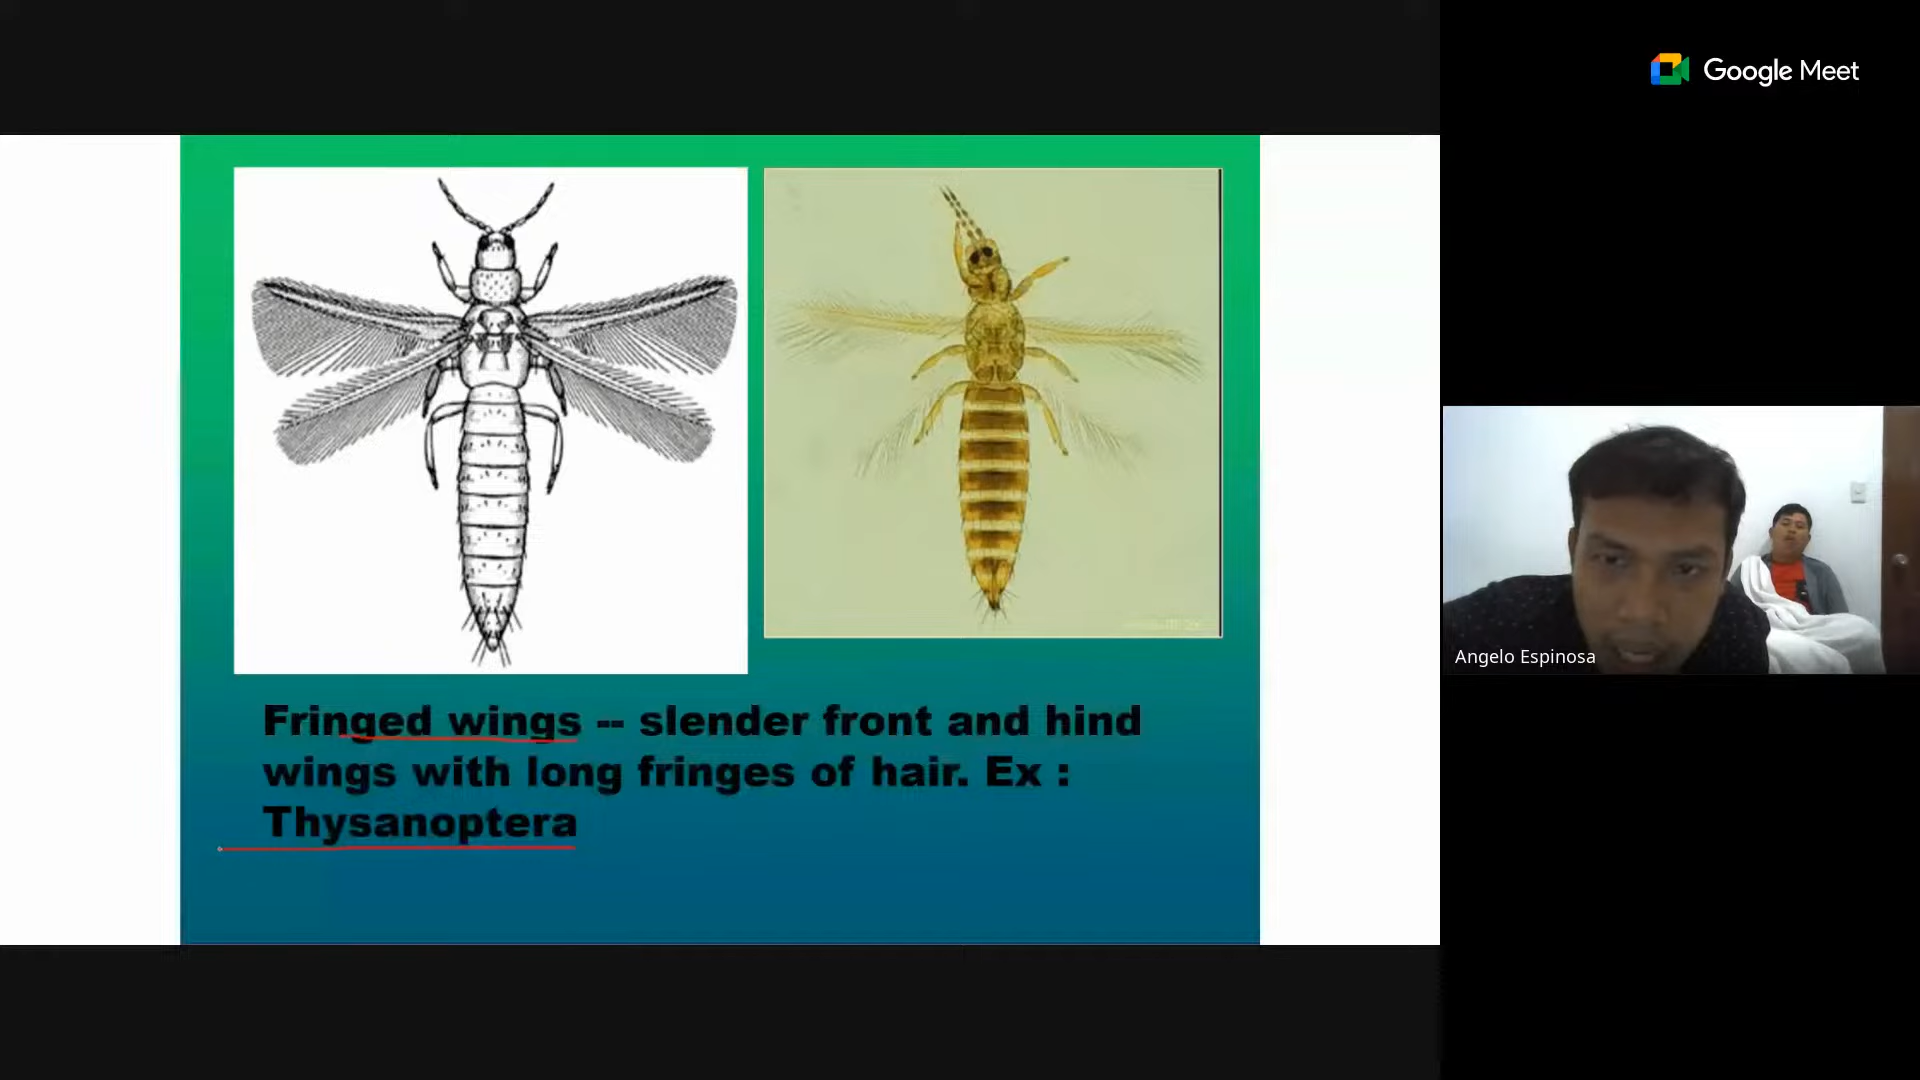 Google Meet
Fringed wings -- slender front and hind
wings with long fringes of hair. Ex :
Thysanoptera
Angelo Espinosa